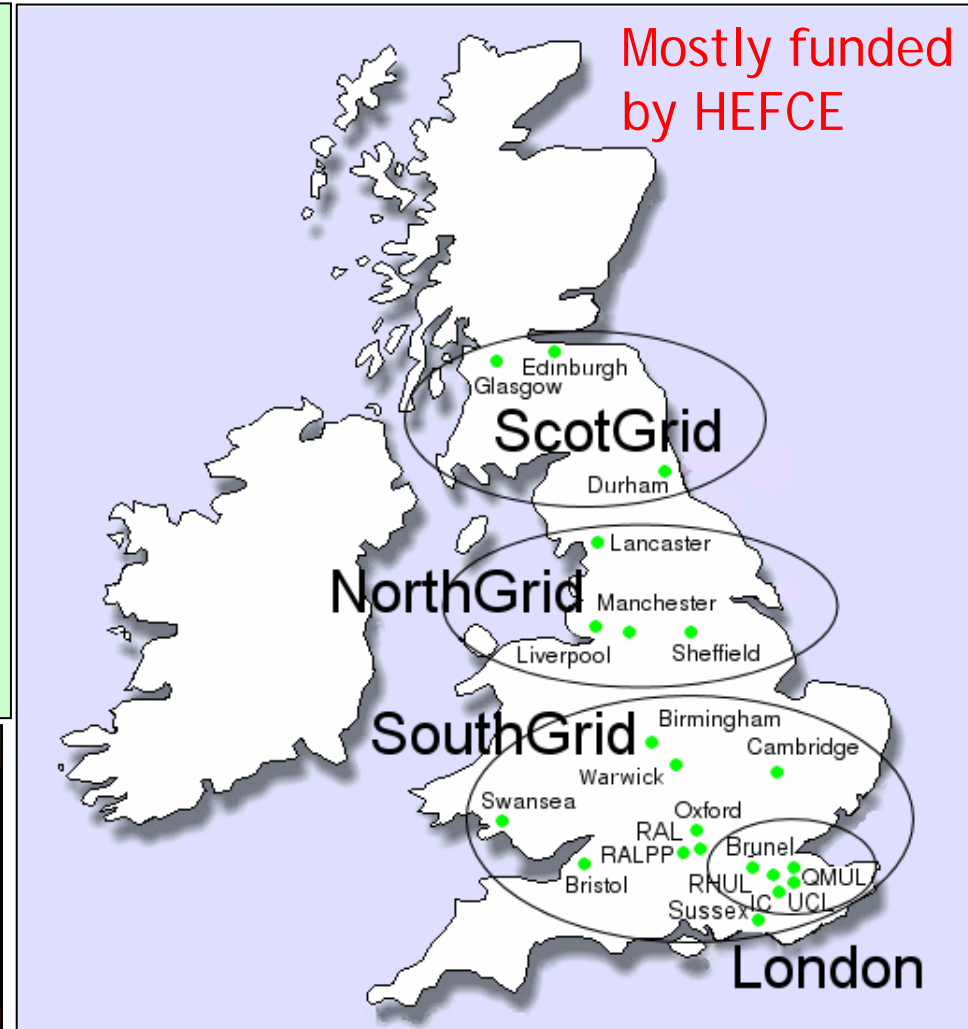 Mostly funded
by HEFCE
Edinburgh
Glasgow
ScotGrid
Durham
Lancaster
NorthGrid
Manchester
Liverpool
Sheffield
SouthGrid
Birmingham
Cambridge
Warwick
Swansea
Oxford
RAL
RALPP
Brunel
Bristol
RHUL
QMUL
IC
UCL
Sussex
London